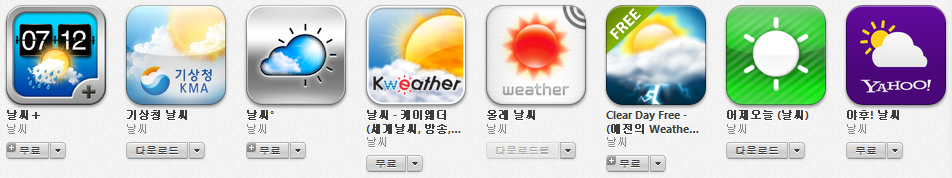 07 12
날씨+
날씨
무료
기상청
KMA
기상청 날씨
날씨
다운로드
날씨°
날씨
무료
Kweather
날씨 - 케이웨더
(세계날씨, 방송,...
날씨
무료
weather
올레 날씨
날씨
다운로드됨
FREE
Clear Day Free -
(예전의 Weathe...
날씨
무료
어제오늘 (날씨)
날씨
다운로드
YAHOO!
야후! 날씨
날씨
무료